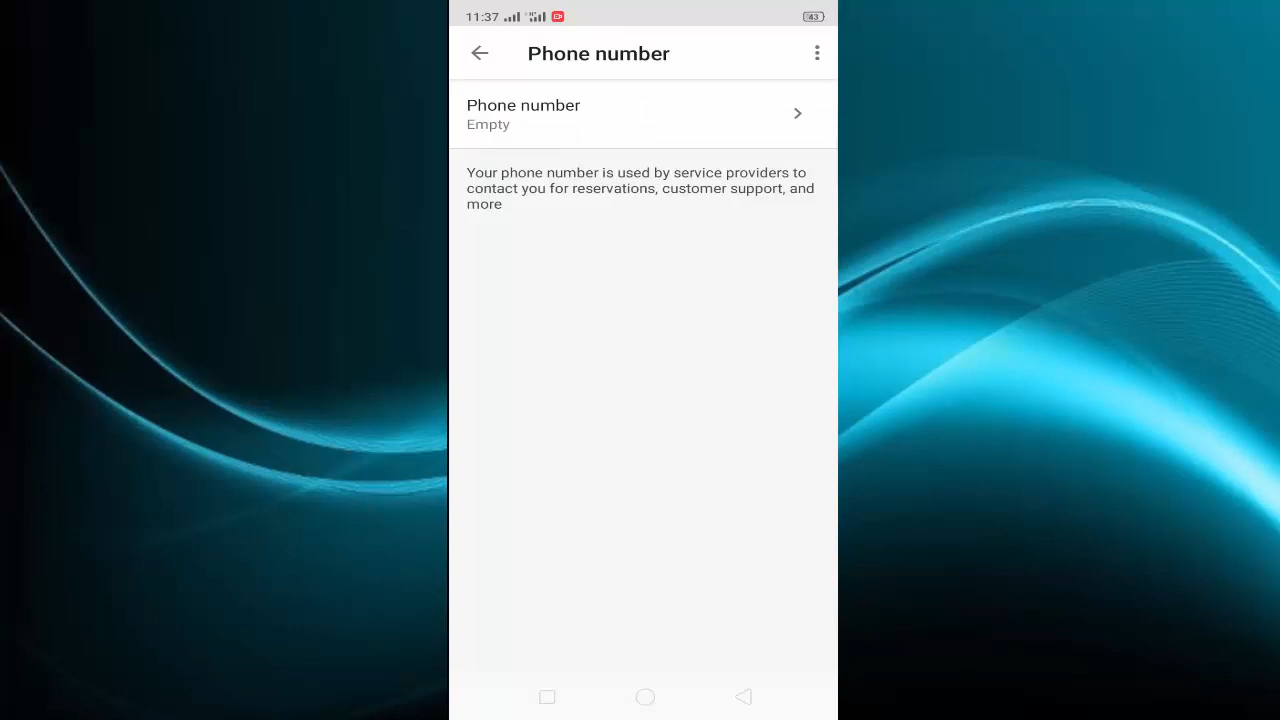 11:37
43
Phone number
Phone number
Empty
Your phone number is used by service providers to
contact you for reservations, customer support, and
more